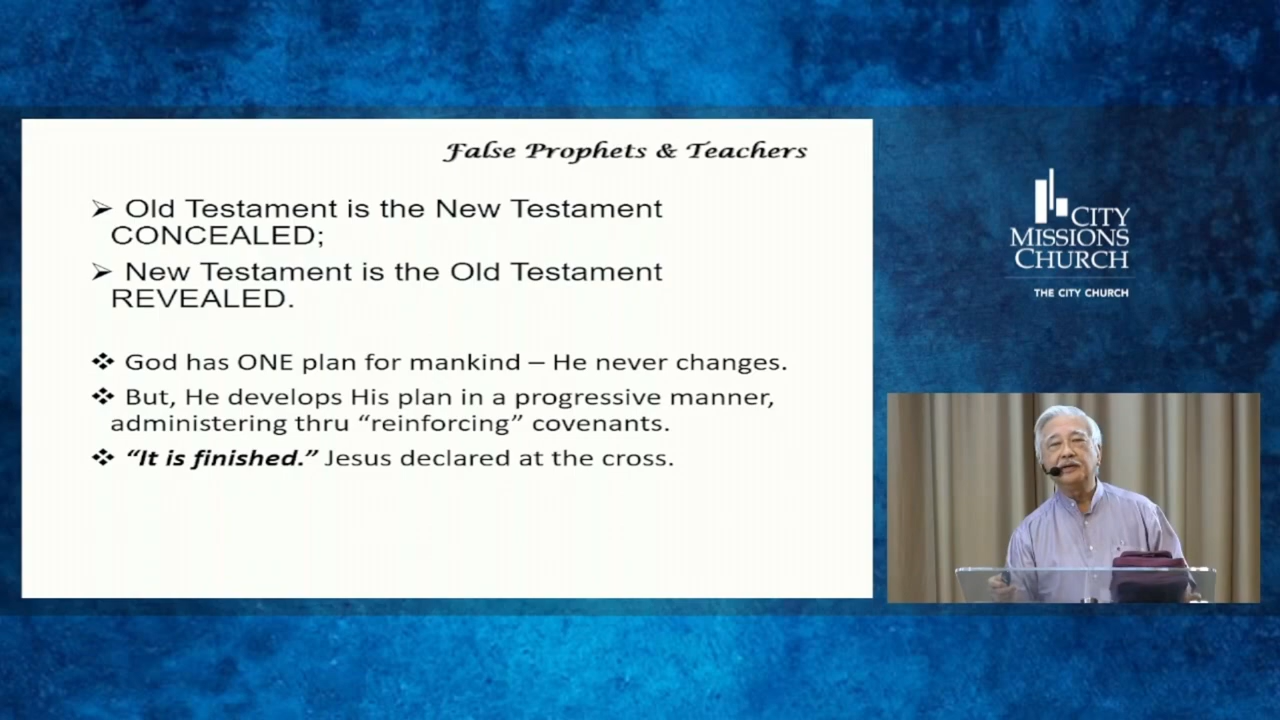 False Prophets & Teachers
➢ Old Testament is the New Testament
CONCEALED;
➢ New Testament is the Old Testament
REVEALED.
❖ God has ONE plan for mankind – He never changes.
❖ But, He develops His plan in a progressive manner,
administering thru “reinforcing” covenants.
❖ “It is finished.” Jesus declared at the cross.
CITY
MISSIONS
CHURCH
THE CITY CHURCH